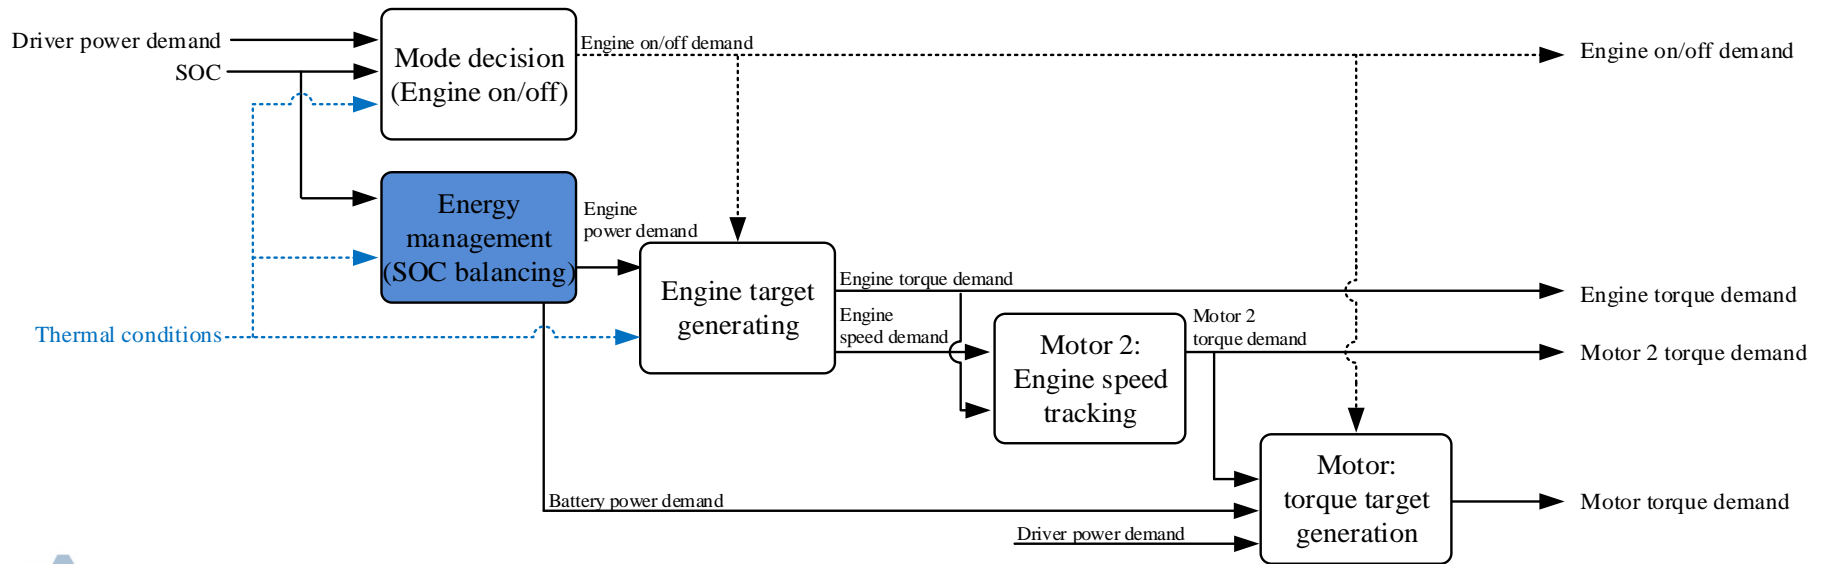 Driver power demand
SOC
Thermal conditions
Mode decision
(Engine on/off)
Engine on/off demand
Engine on/off demand
Energy
management
(SOC balancing)
Engine
power demand
Engine target
generating
Engine torque demand
Engine torque demand
Engine
speed demand
Motor 2:
Engine speed
tracking
Motor 2
torque demand
Motor 2 torque demand
Battery power demand
Driver power demand
Motor:
torque target
generation
Motor torque demand